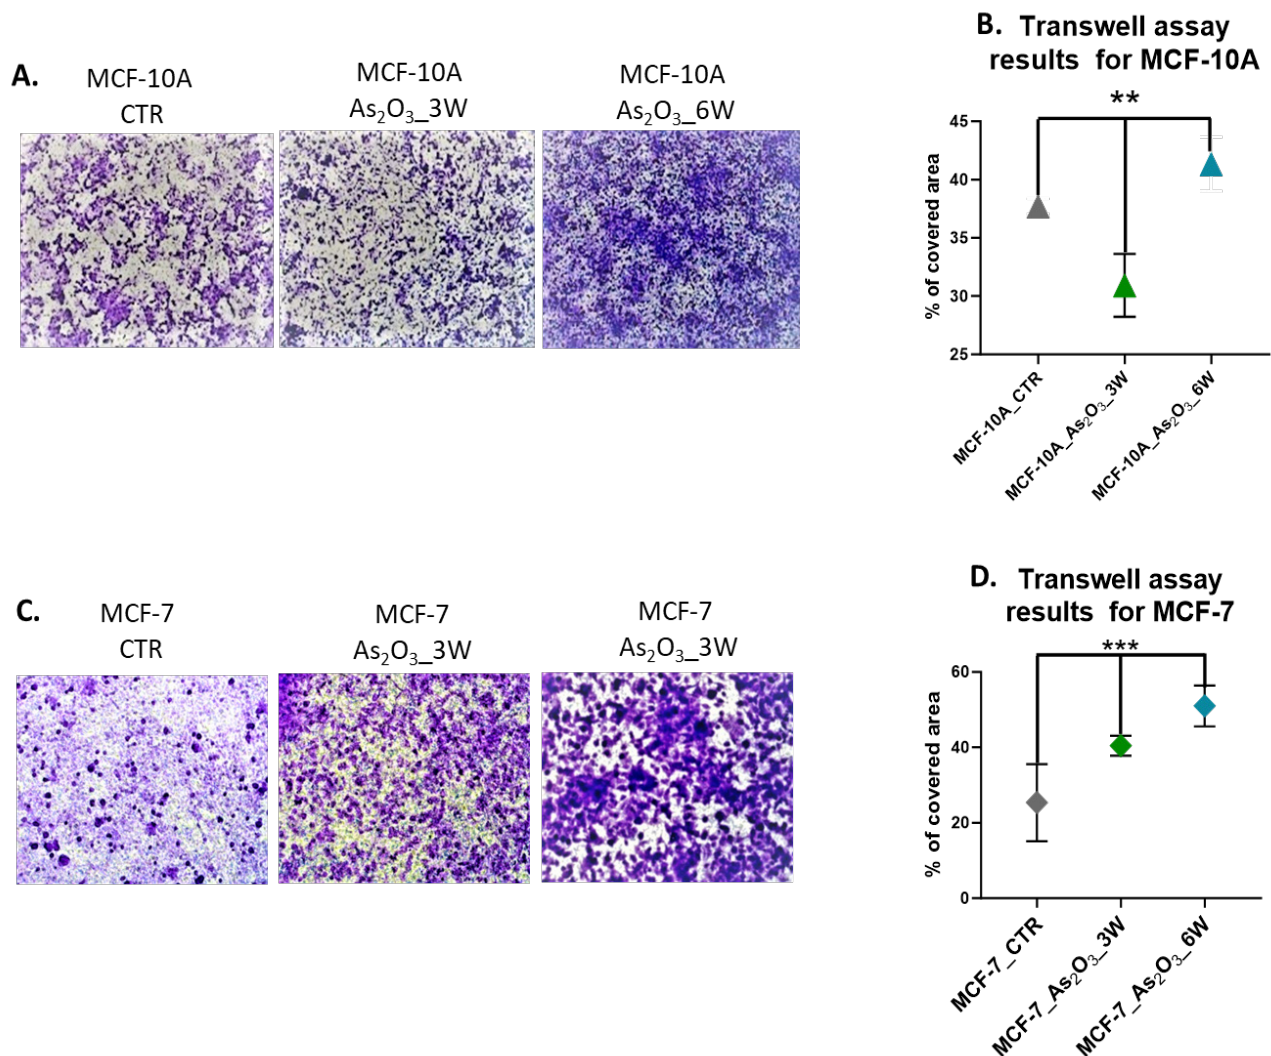 A.
MCF-10A
CTR
MCF-10A
As₂O₃_3W
MCF-10A
As₂O₃_6W
B. Transwell assay
results for MCF-10A
**
% of covered area
45
40
35
30
25
MCF-10A_CTR
MCF-10A_As₂O₃_3W
MCF-10A_As₂O₃_6W
C.
MCF-7
CTR
MCF-7
As₂O₃_3W
MCF-7
As₂O₃_3W
D. Transwell assay
results for MCF-7
***
% of covered area
60
40
20
0
MCF-7_CTR
MCF-7_As₂O₃_3W
MCF-7_As₂O₃_6W